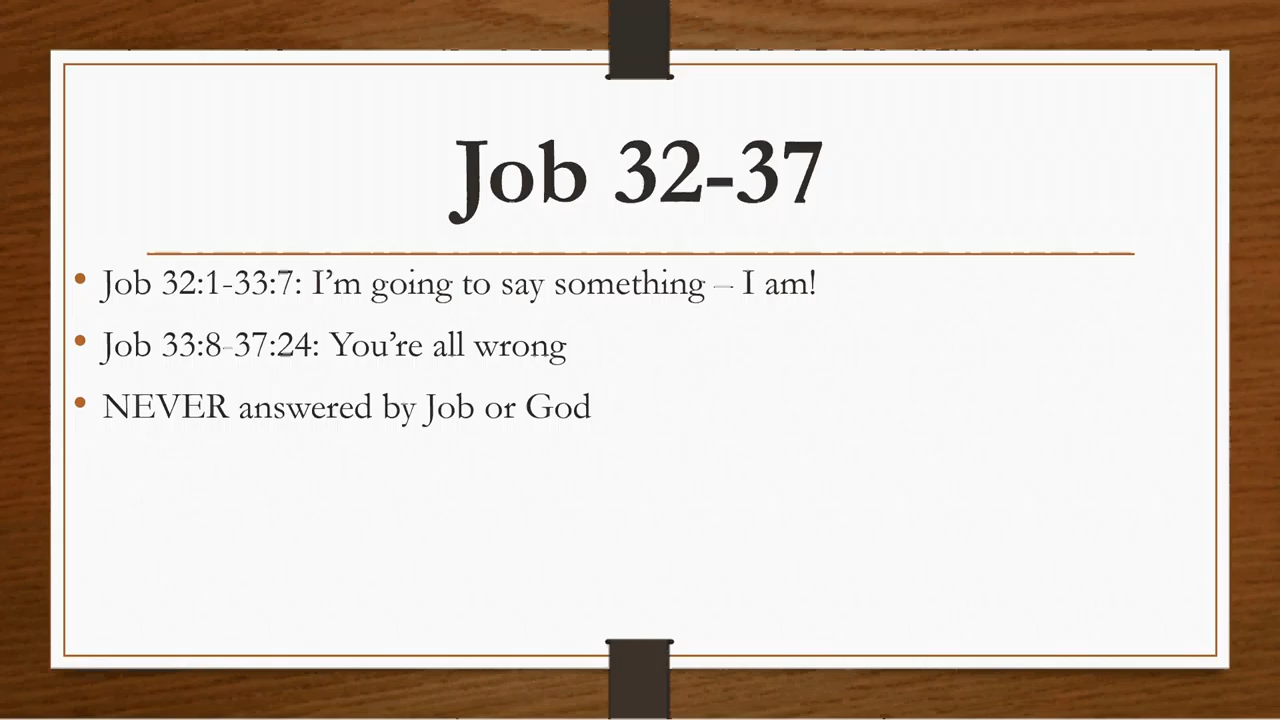 Job 32-37
• Job 32:1-33:7: I’m going to say something – I am!
• Job 33:8-37:24: You’re all wrong
• NEVER answered by Job or God